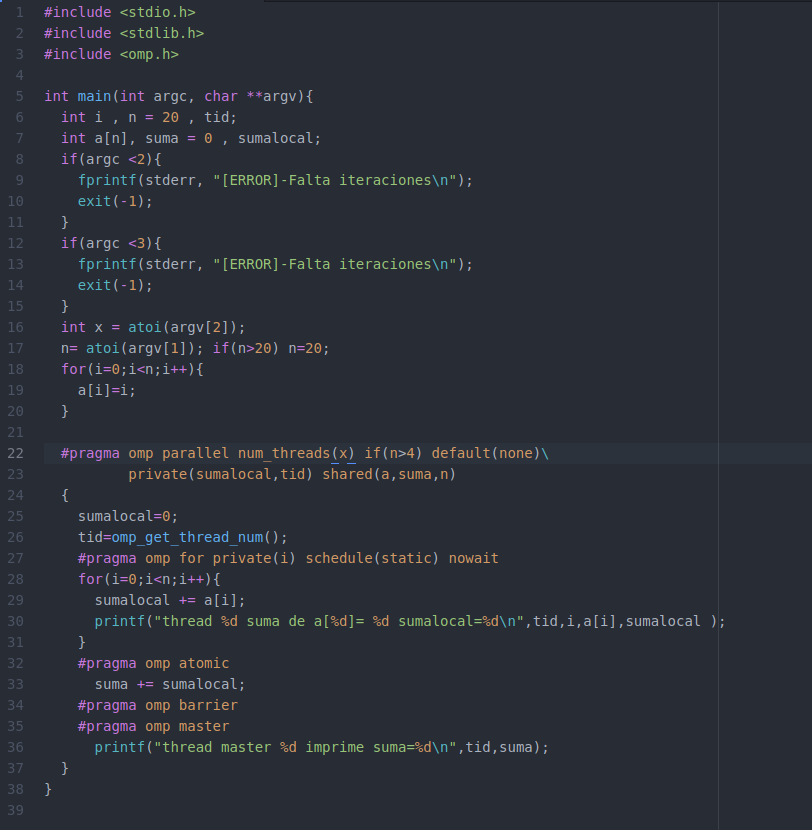 1 #include <stdio.h>
2 #include <stdlib.h>
3 #include <omp.h>
4
5 int main(int argc, char **argv){
6   int i , n = 20 , tid;
7   int a[n], suma = 0 , sumalocal;
8   if(argc <2){
9     fprintf(stderr, "[ERROR]-Falta iteraciones\n");
10     exit(-1);
11   }
12   if(argc <3){
13     fprintf(stderr, "[ERROR]-Falta iteraciones\n");
14     exit(-1);
15   }
16   int x = atoi(argv[2]);
17   n= atoi(argv[1]); if(n>20) n=20;
18   for(i=0;i<n;i++){
19     a[i]=i;
20   }
21
22   #pragma omp parallel num_threads(x) if(n>4) default(none)\
23           private(sumalocal,tid) shared(a,suma,n)
24   {
25     sumalocal=0;
26     tid=omp_get_thread_num();
27     #pragma omp for private(i) schedule(static) nowait
28     for(i=0;i<n;i++){
29       sumalocal += a[i];
30       printf("thread %d suma de a[%d]= %d sumalocal=%d\n",tid,i,a[i],sumalocal );
31     }
32     #pragma omp atomic
33       suma += sumalocal;
34     #pragma omp barrier
35     #pragma omp master
36       printf("thread master %d imprime suma=%d\n",tid,suma);
37   }
38 }
39